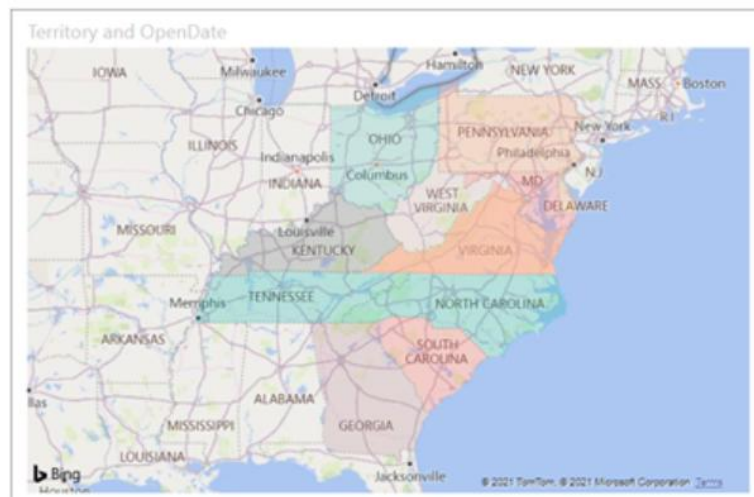 Territory and OpenDate
Hamilton
IOWA
Milwaukee
NEW YORK
MASS
Boston
Detroit
Chicago
R I
ILLINOIS
OHIO
PENNSYLVANIA
New York
Indianapolis
Philadelphia
INDIANA
Columbus
MD
N J
WEST
VIRGINIA
DELAWARE
MISSOURI
Louisville
KENTUCKY
VIRGINIA
TENNESSEE
NORTH CAROLINA
Memphis
ARKANSAS
SOUTH
CAROLINA
llas
ALABAMA
MISSISSIPPI
GEORGIA
LOUISIANA
Bing
Jacksonville
Houston
© 2021 TomTom, © 2021 Microsoft Corporation Terms